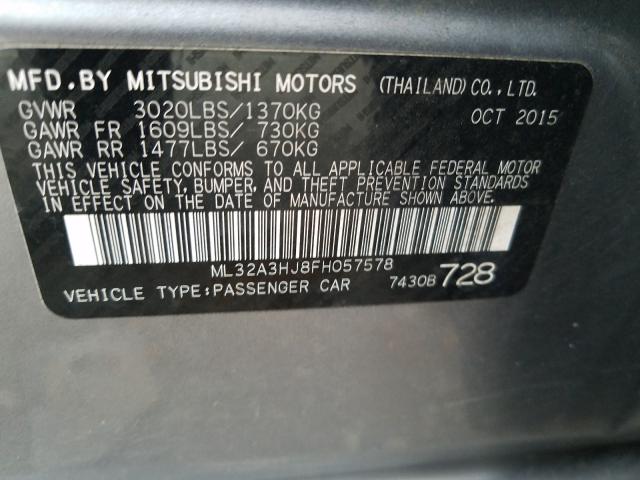 MFD.BY MITSUBISHI MOTORS (THAILAND)CO.,LTD.
GVWR 3020LBS/1370KG OCT 2015
GAWR FR 1609LBS/ 730KG
GAWR RR 1477LBS/ 670KG
THIS VEHICLE CONFORMS TO ALL APPLICABLE FEDERAL MOTOR
VEHICLE SAFETY, BUMPER, AND THEFT PREVENTION STANDARDS
IN EFFECT ON THE DATE OF MANUFACTURE SHOWN ABOVE.
ML32A3HJ8FH057578
VEHICLE TYPE:PASSENGER CAR 7430B 728